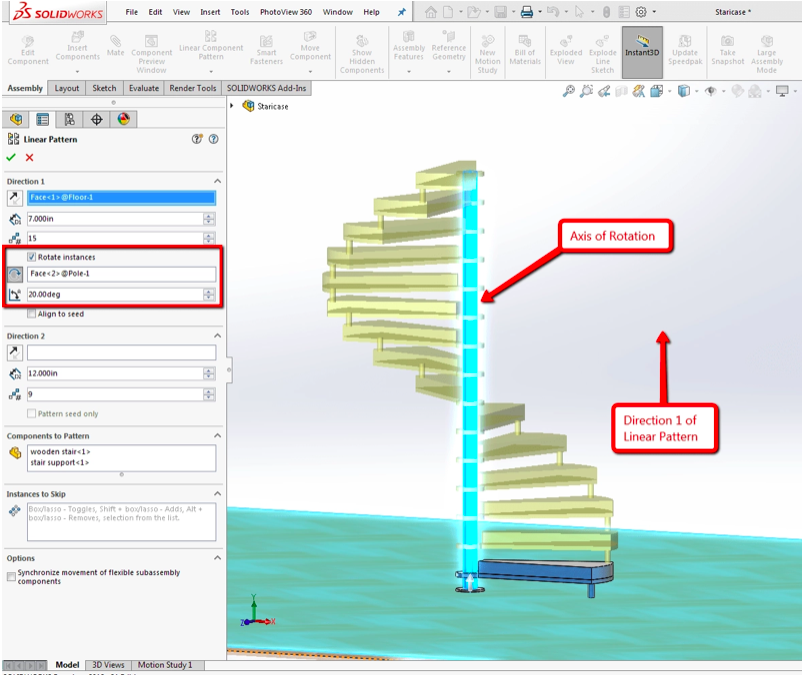 SOLIDWORKS File Edit View Insert Tools PhotoView 360 Window Help Staircase *
Edit Component
Insert Components
Mate
Component Preview Window
Linear Component Pattern
Smart Fasteners
Move Component
Show Hidden Components
Assembly Features
Reference Geometry
New Motion Study
Bill of Materials
Exploded View
Explode Line Sketch
Instant3D
Update Speedpak
Take Snapshot
Large Assembly Mode
Assembly Layout Sketch Evaluate Render Tools SOLIDWORKS Add-Ins
Staircase
Linear Pattern
Direction 1
Face<1>@Floor-1
7.000in
15
Rotate instances
Face<2>@Pole-1
20.00deg
Align to seed
Direction 2
12.000in
9
Pattern seed only
Components to Pattern
wooden stair<1>
stair support<1>
Instances to Skip
Box/lasso - Toggles, Shift + box/lasso - Adds, Alt +
box/lasso - Removes, selection from the list.
Options
Synchronize movement of flexible subassembly
components
Axis of Rotation
Direction 1 of
Linear Pattern
Y
Z X
Model 3D Views Motion Study 1